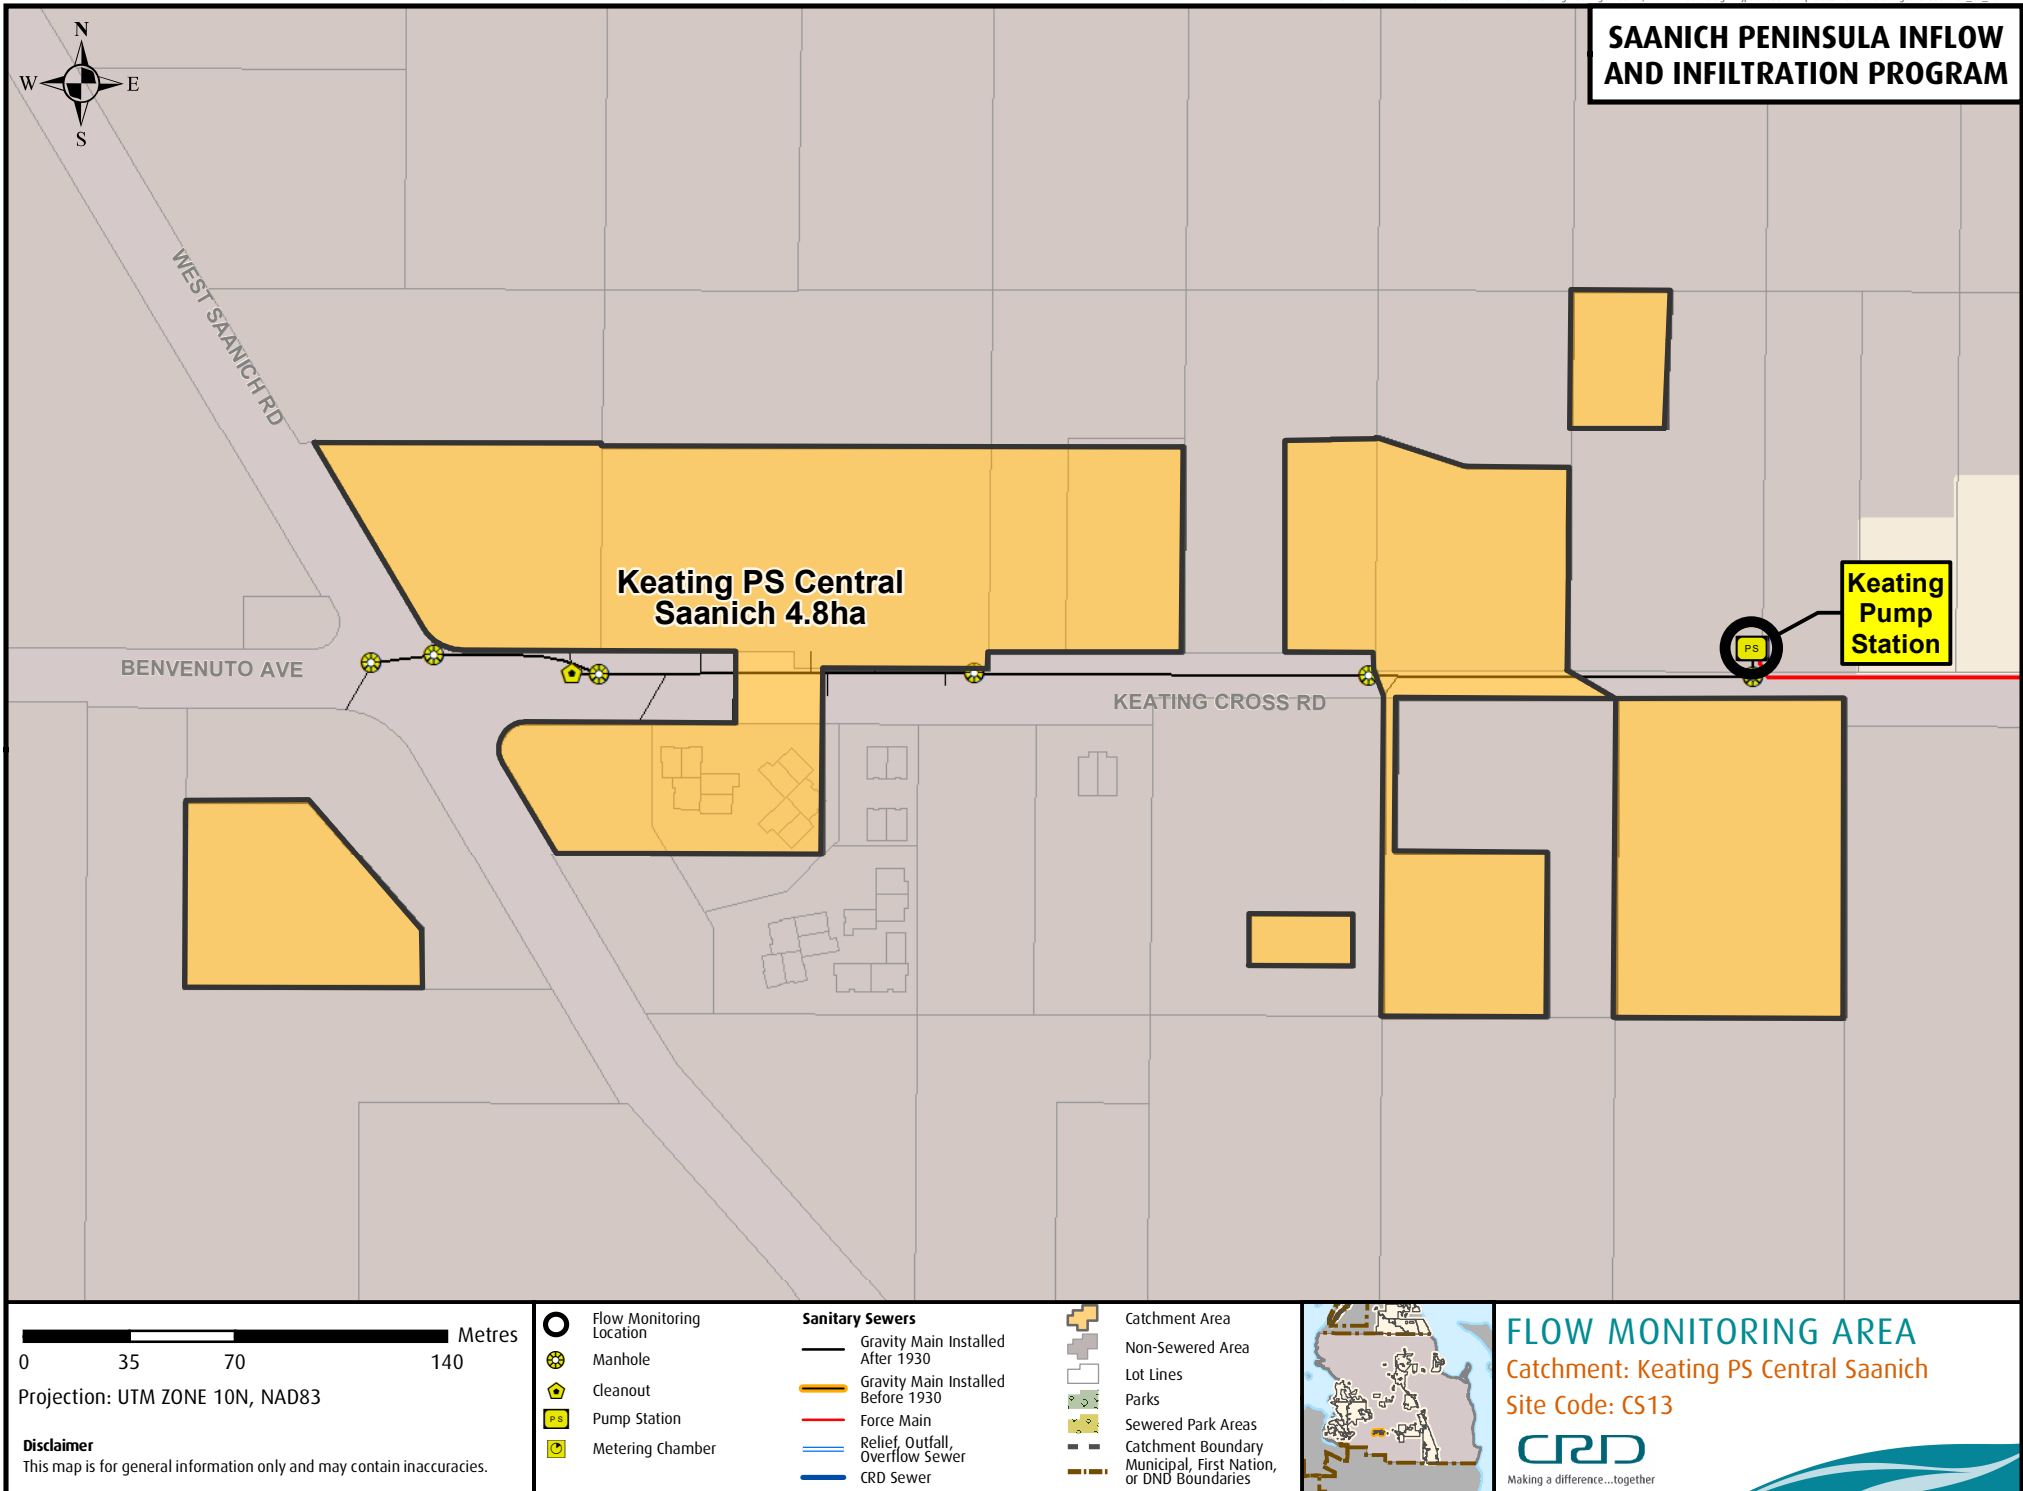 SAANICH PENINSULA INFLOW
AND INFILTRATION PROGRAM
N
W
E
S
WEST SAANICH RD
Keating PS Central
Saanich 4.8ha
Keating
Pump
Station
PS
BENVENUTO AVE
KEATING CROSS RD
Metres
0 35 70 140
Projection: UTM ZONE 10N, NAD83
Disclaimer
This map is for general information only and may contain inaccuracies.
Flow Monitoring
Location
Manhole
Cleanout
PS
Pump Station
Metering Chamber
Sanitary Sewers
Gravity Main Installed
After 1930
Gravity Main Installed
Before 1930
Force Main
Relief, Outfall,
Overflow Sewer
CRD Sewer
Catchment Area
Non-Sewered Area
Lot Lines
Parks
Sewered Park Areas
Catchment Boundary
Municipal, First Nation,
or DND Boundaries
FLOW MONITORING AREA
Catchment: Keating PS Central Saanich
Site Code: CS13
CRD
Making a difference...together